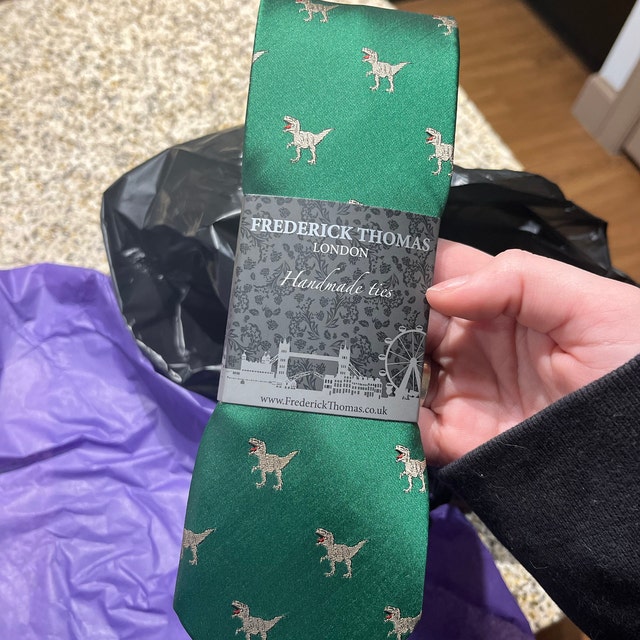 FREDERICK THOMAS
LONDON
Handmade ties
www.FrederickThomas.co.uk